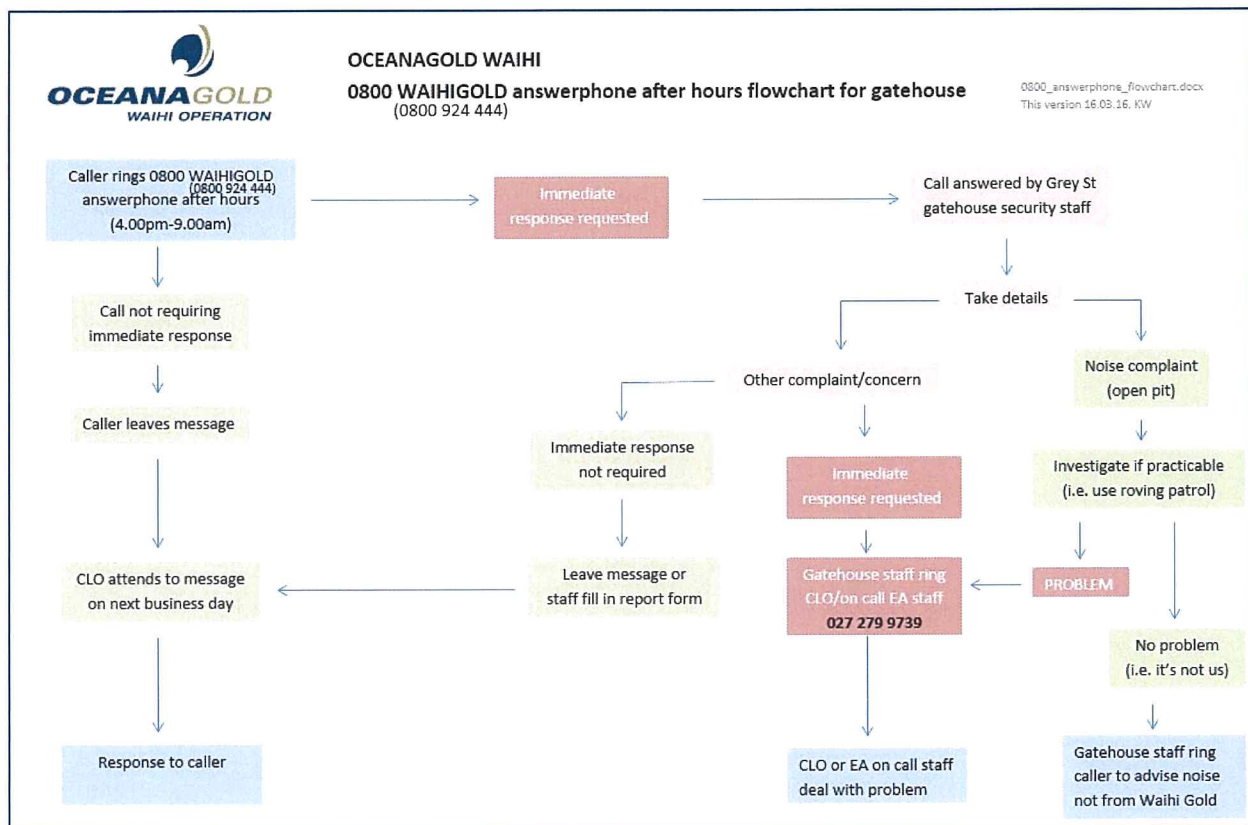 OCEANAGOLD
WAIHI OPERATION
OCEANAGOLD WAIHI
0800 WAIHIGOLD answerphone after hours flowchart for gatehouse
(0800 924 444)
0800_answerphone_flowchart.docx
This version 16.03.16, KW
Caller rings 0800 WAIHIGOLD
(0800 924 444)
answerphone after hours
(4.00pm-9.00am)
Immediate
response requested
Call answered by Grey St
gatehouse security staff
Call not requiring
immediate response
Take details
Caller leaves message
Other complaint/concern
Noise complaint
(open pit)
Immediate response
not required
Immediate
response requested
Investigate if practicable
(i.e. use roving patrol)
CLO attends to message
on next business day
Leave message or
staff fill in report form
Gatehouse staff ring
CLO/on call EA staff
027 279 9739
PROBLEM
No problem
(i.e. it's not us)
Response to caller
CLO or EA on call staff
deal with problem
Gatehouse staff ring
caller to advise noise
not from Waihi Gold